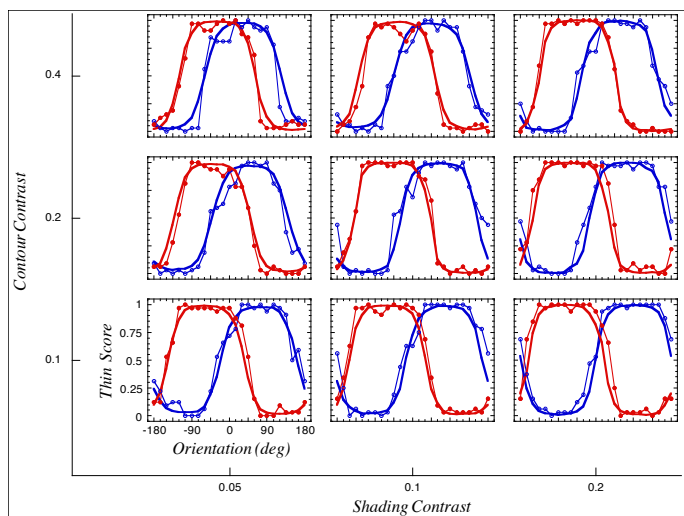 0.4
0.2
0.1
Contour Contrast
1
0.75
0.5
0.25
0
Thin Score
-180 -90 0 90 180
Orientation (deg)
0.05 0.1 0.2
Shading Contrast